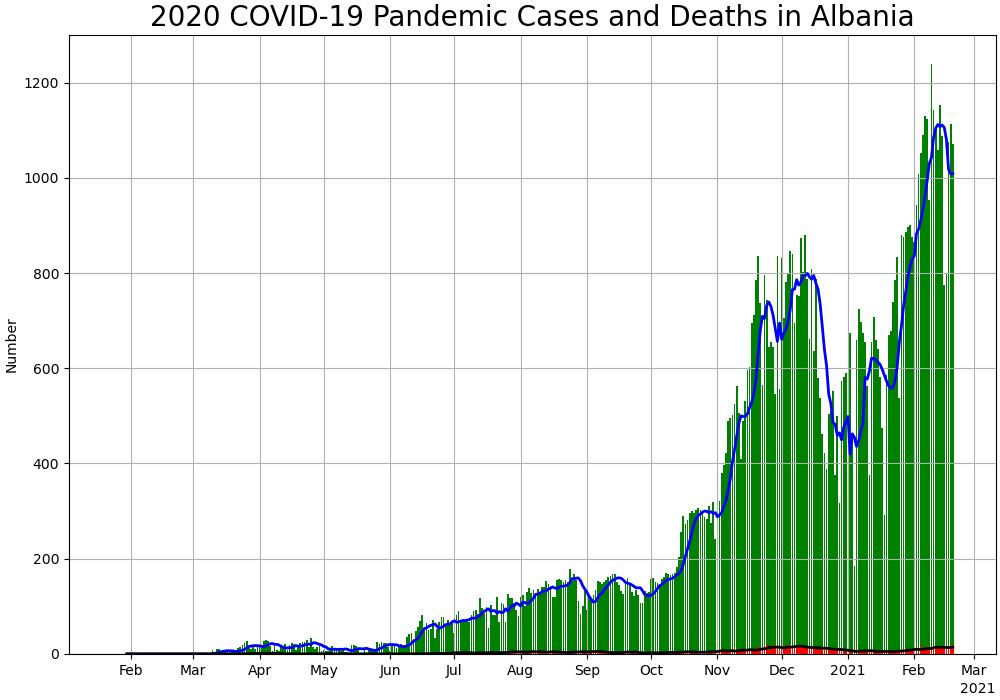 2020 COVID-19 Pandemic Cases and Deaths in Albania
1200
1000
800
600
400
200
0
Number
Feb Mar Apr May Jun Jul Aug Sep Oct Nov Dec 2021 Feb Mar
2021